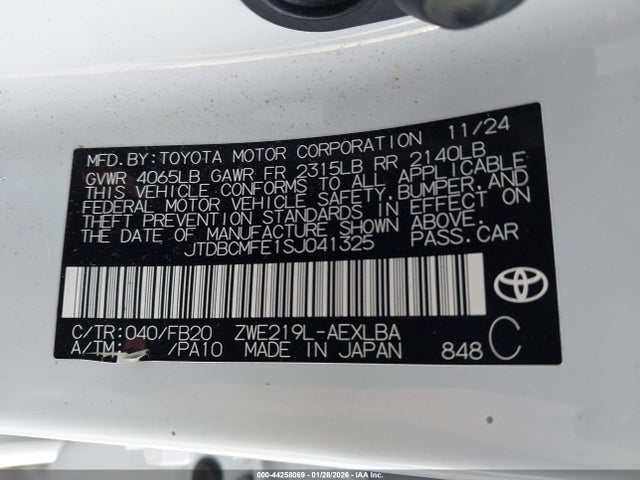 MFD. BY: TOYOTA MOTOR CORPORATION 11/24
GVWR 4065LB GAWR FR 2315LB RR 2140LB
THIS VEHICLE CONFORMS TO ALL APPLICABLE
FEDERAL MOTOR VEHICLE SAFETY, BUMPER, AND
THEFT PREVENTION STANDARDS IN EFFECT ON
THE DATE OF MANUFACTURE SHOWN ABOVE.
JTDBCMFE1SJ041325 PASS. CAR
C/TR: 040/FB20 ZWE219L-AEXLBA
A/TM: /PA10 MADE IN JAPAN 848 C
000-44258069 | 01/28/2026 | IAA Holdings, LLC